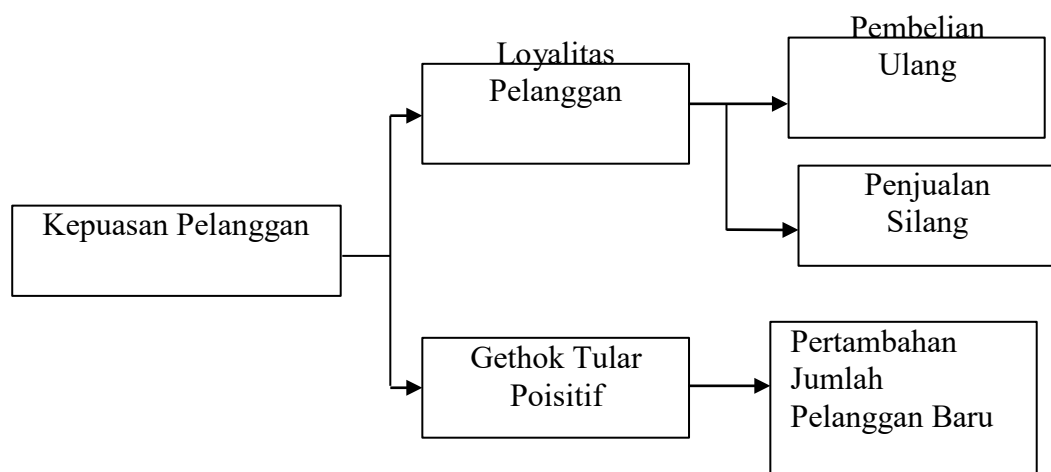 Kepuasan Pelanggan
Loyalitas
Pelanggan
Pembelian
Ulang
Penjualan
Silang
Gethok Tular
Poisitif
Pertambahan
Jumlah
Pelanggan Baru